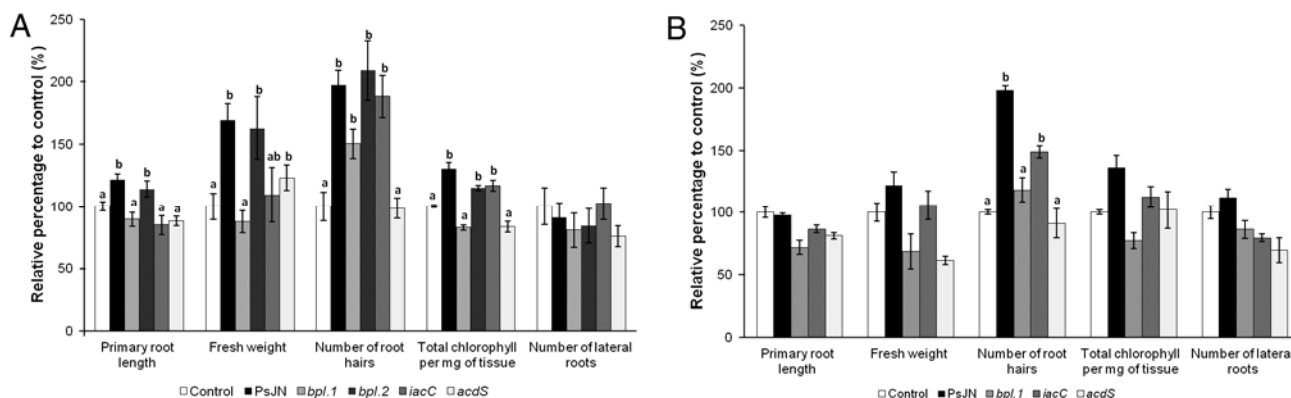 A
Relative percentage to control (%)
250
200
150
100
50
0
a b a b a a
a b a b ab b
a b b b b a
a b a b b a
Primary root length
Fresh weight
Number of root hairs
Total chlorophyll per mg of tissue
Number of lateral roots
Control PsJN bpl.1 bpl.2 iacC acdS
B
Relative percentage to control (%)
250
200
150
100
50
0
a b a b a
Primary root length
Fresh weight
Number of root hairs
Total chlorophyll per mg of tissue
Number of lateral roots
Control PsJN bpl.1 iacC acdS